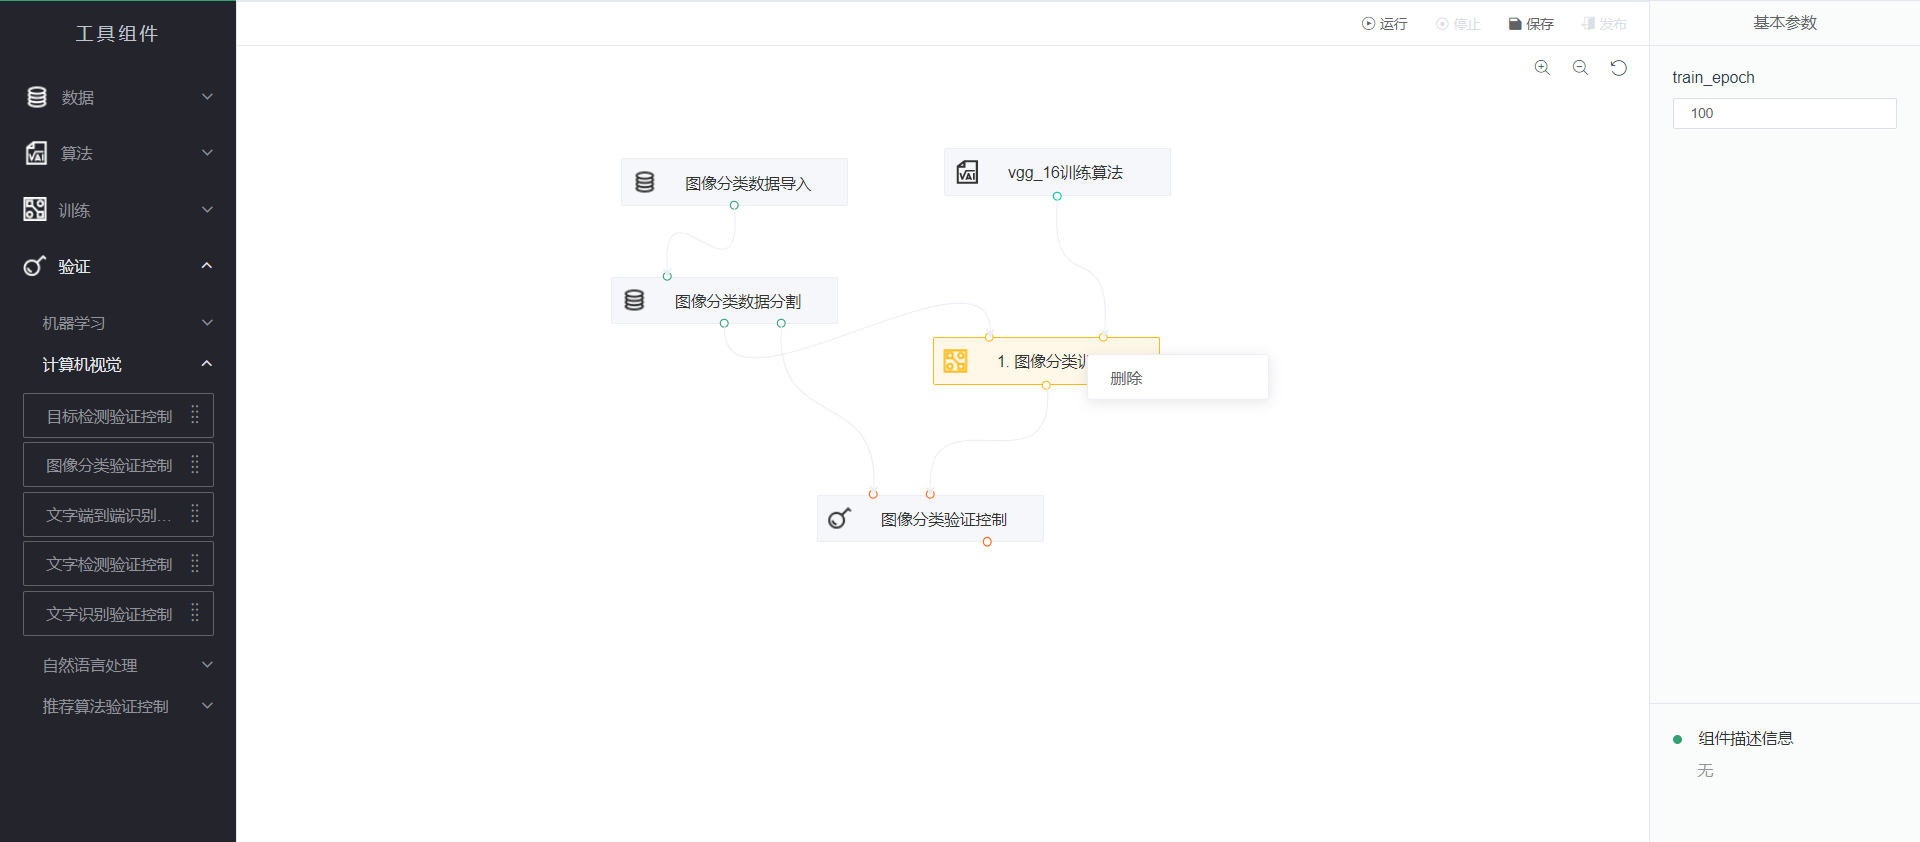 工具组件
数据
算法
训练
验证
机器学习
计算机视觉
目标检测验证控制
图像分类验证控制
文字端到端识别...
文字检测验证控制
文字识别验证控制
自然语言处理
推荐算法验证控制
运行
停止
保存
发布
图像分类数据导入
vgg_16训练算法
图像分类数据分割
1. 图像分类训
删除
图像分类验证控制
基本参数
train_epoch
100
组件描述信息
无